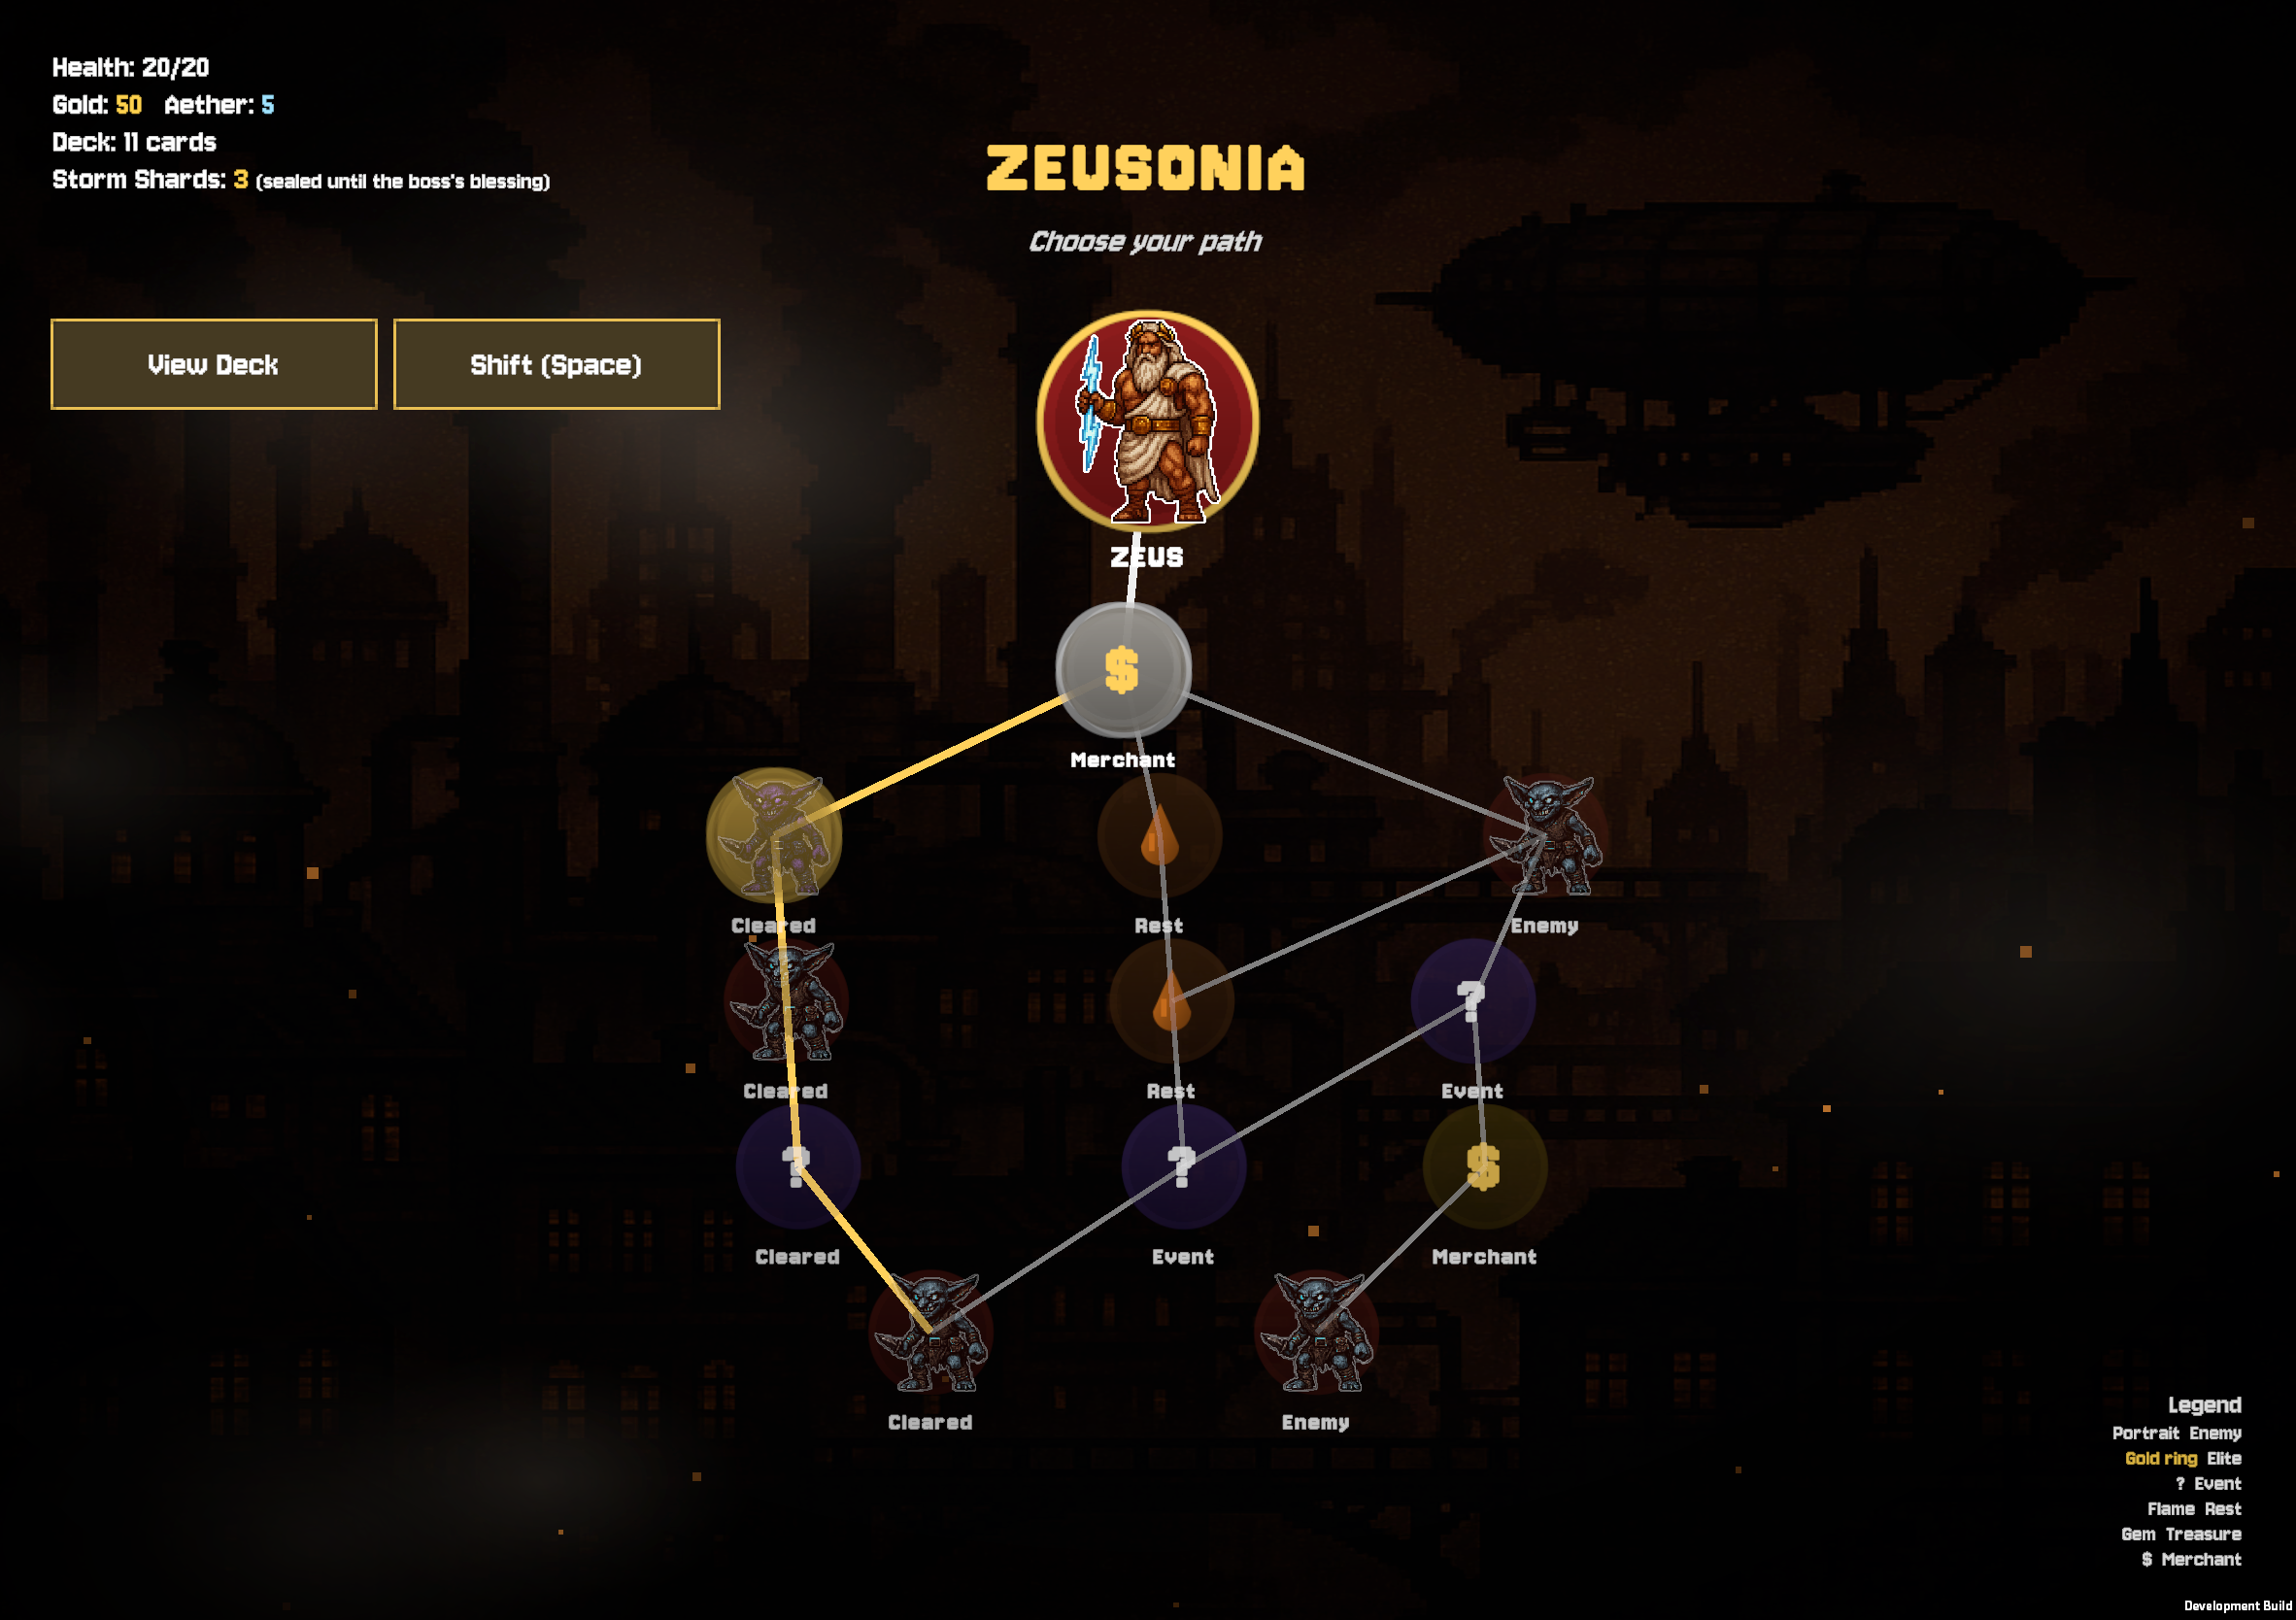 Health: 20/20
Gold: 50 Aether: 5
Deck: 11 cards
Storm Shards: 3 (sealed until the boss's blessing)
ZEUSONIA
Choose your path
View Deck
Shift (Space)
ZEUS
$
Merchant
Cleared
Rest
Enemy
?
Cleared
Rest
Event
?
?
$
Cleared
Event
Merchant
Cleared
Enemy
Legend
Portrait Enemy
Gold ring Elite
? Event
Flame Rest
Gem Treasure
$ Merchant
Development Build